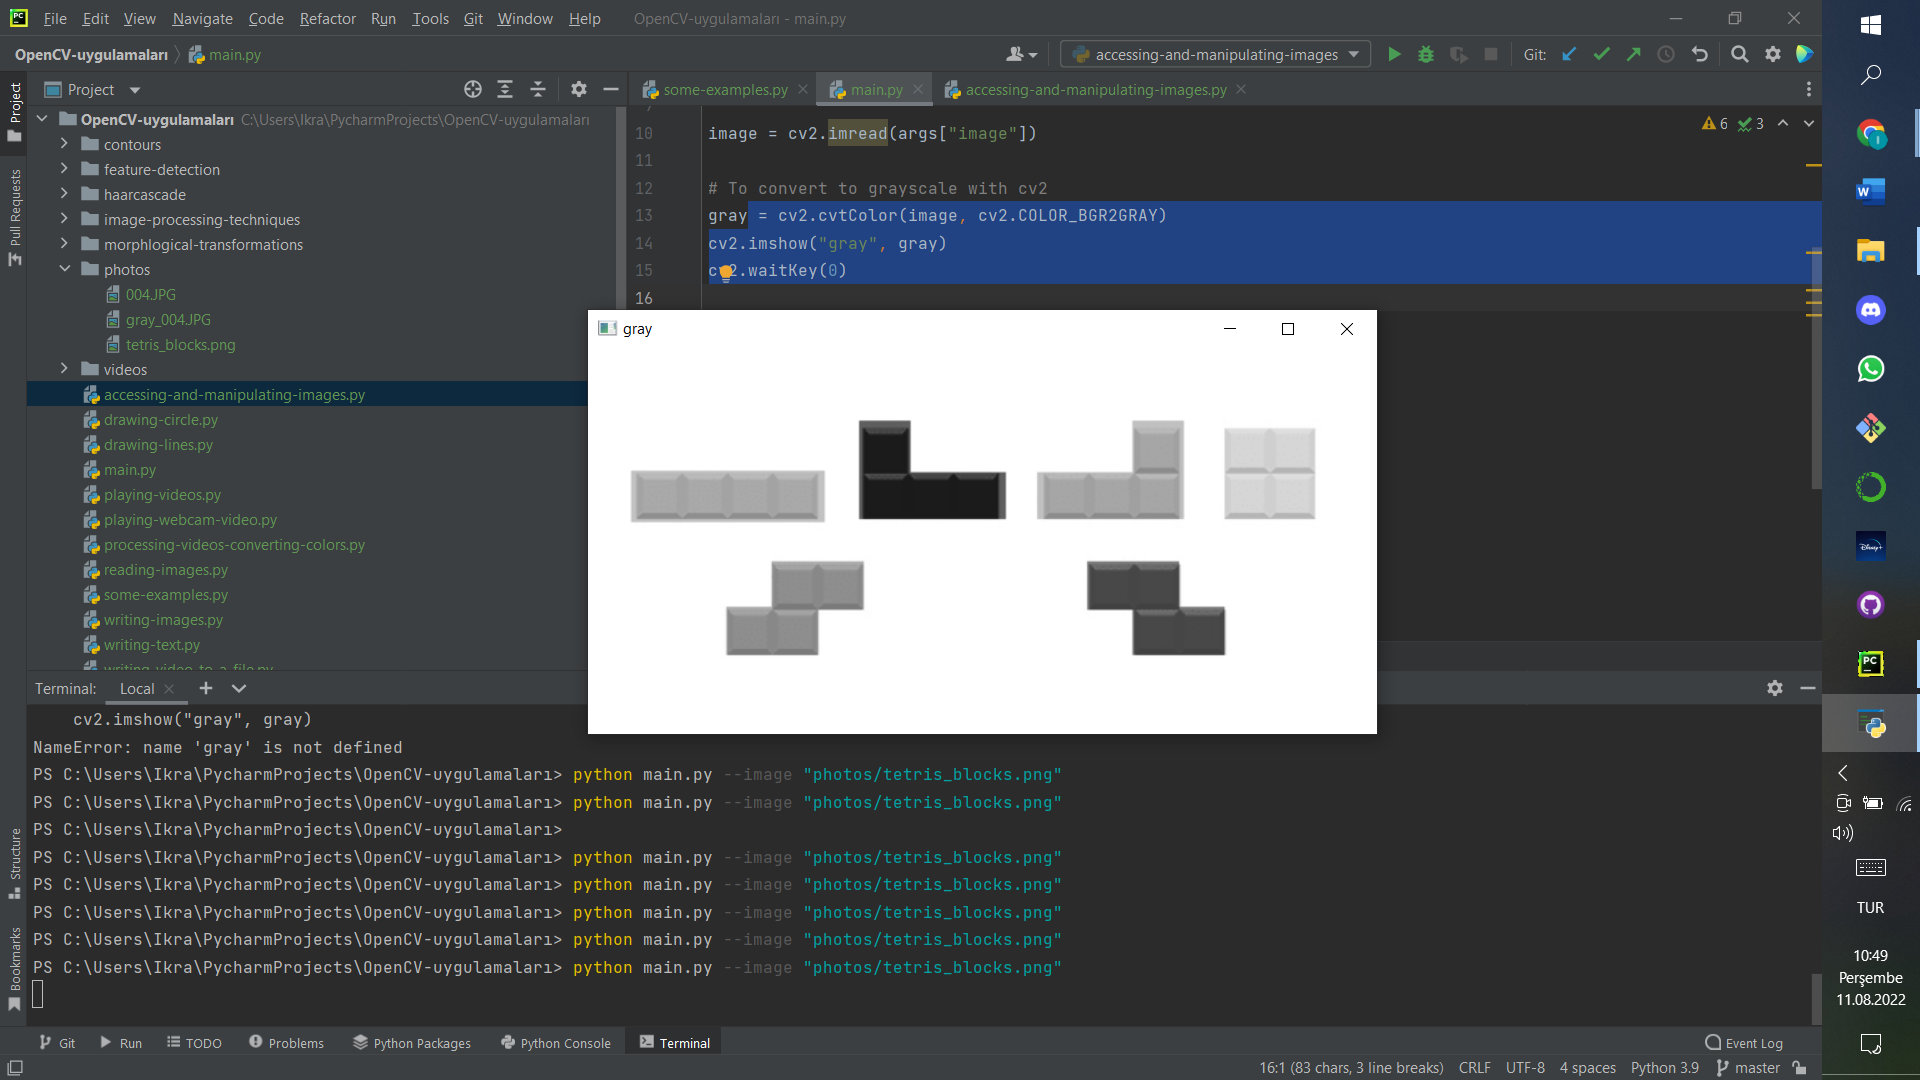 File Edit View Navigate Code Refactor Run Tools Git Window Help OpenCV-uygulamaları - main.py
OpenCV-uygulamaları main.py
accessing-and-manipulating-images Git:
Project
Pull Requests
Structure
Bookmarks
Project
OpenCV-uygulamaları C:\Users\Ikra\PycharmProjects\OpenCV-uygulamaları
contours
feature-detection
haarcascade
image-processing-techniques
morphlogical-transformations
photos
004.JPG
gray_004.JPG
tetris_blocks.png
videos
accessing-and-manipulating-images.py
drawing-circle.py
drawing-lines.py
main.py
playing-videos.py
playing-webcam-video.py
processing-videos-converting-colors.py
reading-images.py
some-examples.py
writing-images.py
writing-text.py
writing_video_to_a_file.py
some-examples.py main.py accessing-and-manipulating-images.py
6 3
10 image = cv2.imread(args["image"])
11
12 # To convert to grayscale with cv2
13 gray = cv2.cvtColor(image, cv2.COLOR_BGR2GRAY)
14 cv2.imshow("gray", gray)
15 cv2.waitKey(0)
16
gray
Terminal: Local
cv2.imshow("gray", gray)
NameError: name 'gray' is not defined
PS C:\Users\Ikra\PycharmProjects\OpenCV-uygulamaları> python main.py --image "photos/tetris_blocks.png"
PS C:\Users\Ikra\PycharmProjects\OpenCV-uygulamaları> python main.py --image "photos/tetris_blocks.png"
PS C:\Users\Ikra\PycharmProjects\OpenCV-uygulamaları>
PS C:\Users\Ikra\PycharmProjects\OpenCV-uygulamaları> python main.py --image "photos/tetris_blocks.png"
PS C:\Users\Ikra\PycharmProjects\OpenCV-uygulamaları> python main.py --image "photos/tetris_blocks.png"
PS C:\Users\Ikra\PycharmProjects\OpenCV-uygulamaları> python main.py --image "photos/tetris_blocks.png"
PS C:\Users\Ikra\PycharmProjects\OpenCV-uygulamaları> python main.py --image "photos/tetris_blocks.png"
PS C:\Users\Ikra\PycharmProjects\OpenCV-uygulamaları> python main.py --image "photos/tetris_blocks.png"
Git Run TODO Problems Python Packages Python Console Terminal Event Log
16:1 (83 chars, 3 line breaks) CRLF UTF-8 4 spaces Python 3.9 master
Disney+
PC
TUR
10:49
Perşembe
11.08.2022